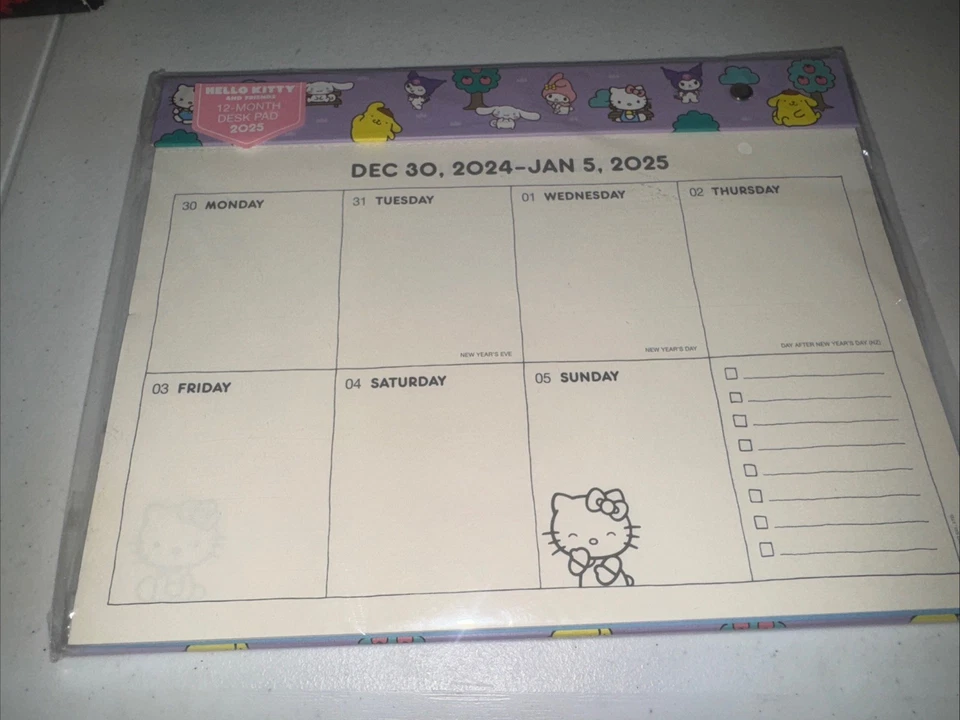 HELLO KITTY
AND FRIENDS
12-MONTH
DESK PAD
2025
DEC 30, 2024–JAN 5, 2025
30 MONDAY
31 TUESDAY
NEW YEAR'S EVE
01 WEDNESDAY
NEW YEAR'S DAY
02 THURSDAY
DAY AFTER NEW YEAR'S DAY (NZ)
03 FRIDAY
04 SATURDAY
05 SUNDAY